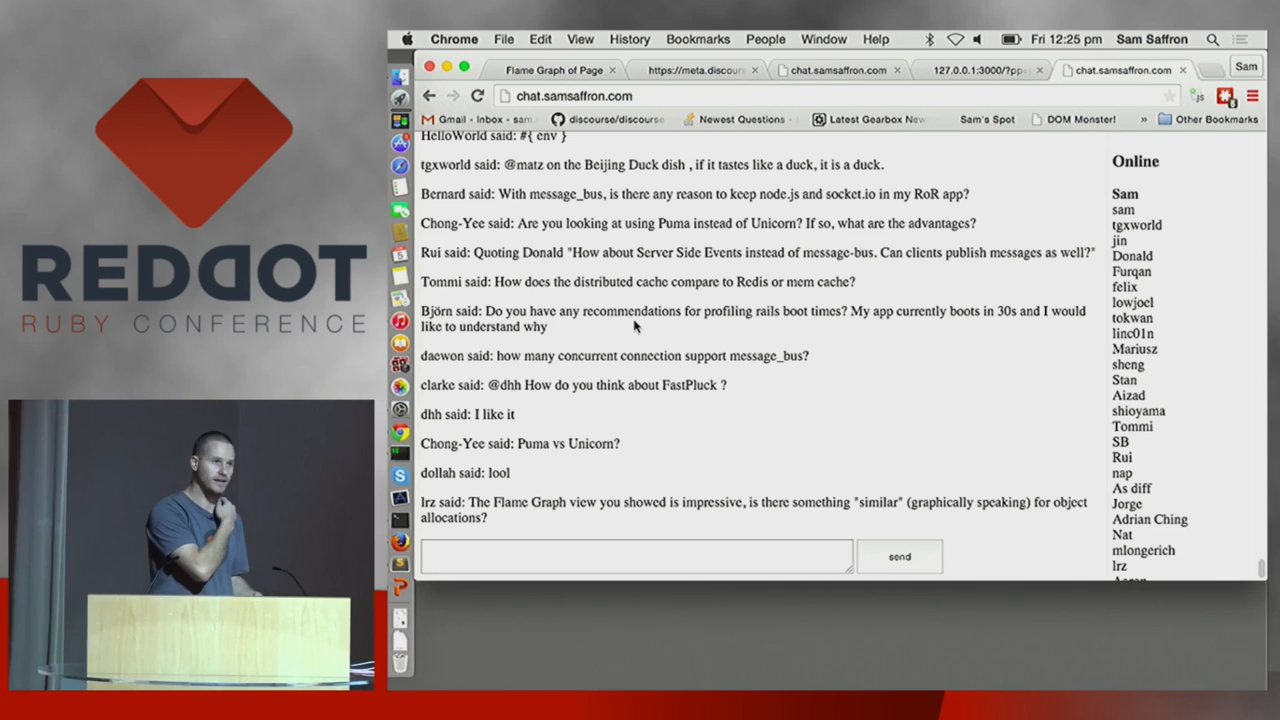 REDDOT
RUBY CONFERENCE
Chrome File Edit View History Bookmarks People Window Help Fri 12:25 pm Sam Saffron
Flame Graph of Page
https://meta.discours
chat.samsaffron.com
127.0.0.1:3000/?pp=
chat.samsaffron.com
Sam
chat.samsaffron.com
Gmail - Inbox - sam.
discourse/discourse
Newest Questions
Latest Gearbox New
Sam's Spot
DOM Monster!
»
Other Bookmarks
HelloWorld said: #{ env }
tgxworld said: @matz on the Beijing Duck dish , if it tastes like a duck, it is a duck.
Bernard said: With message_bus, is there any reason to keep node.js and socket.io in my RoR app?
Chong-Yee said: Are you looking at using Puma instead of Unicorn? If so, what are the advantages?
Rui said: Quoting Donald "How about Server Side Events instead of message-bus. Can clients publish messages as well?"
Tommi said: How does the distributed cache compare to Redis or mem cache?
Björn said: Do you have any recommendations for profiling rails boot times? My app currently boots in 30s and I would
like to understand why
daewon said: how many concurrent connection support message_bus?
clarke said: @dhh How do you think about FastPluck ?
dhh said: I like it
Chong-Yee said: Puma vs Unicorn?
dollah said: lool
lrz said: The Flame Graph view you showed is impressive, is there something "similar" (graphically speaking) for object
allocations?
send
Online
Sam
sam
tgxworld
jin
Donald
Furqan
felix
lowjoel
tokwan
linc01n
Mariusz
sheng
Stan
Aizad
shioyama
Tommi
SB
Rui
nap
As diff
Jorge
Adrian Ching
Nat
mlongerich
lrz